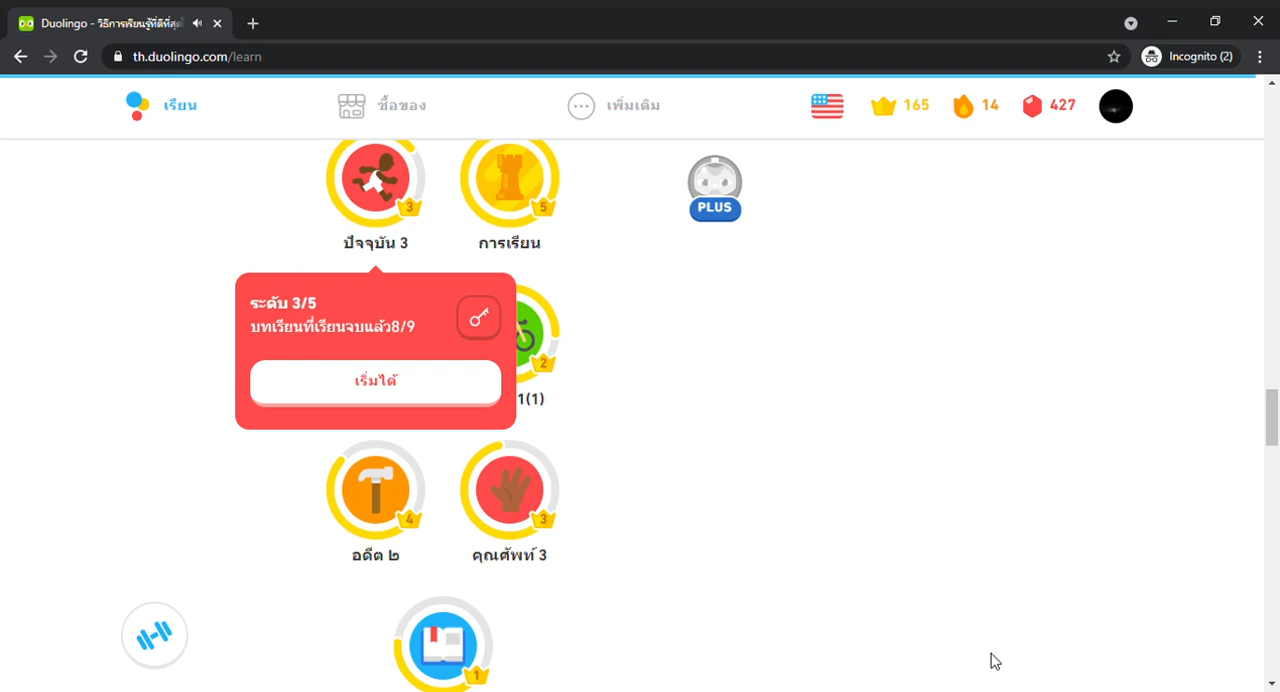 Duolingo - วิธีการเรียนรู้ที่ดีที่สุดใ
th.duolingo.com/learn
Incognito (2)
เรียน
ซื้อของ
เพิ่มเติม
165
14
427
3
5
PLUS
ปัจจุบัน 3
การเรียน
ระดับ 3/5
บทเรียนที่เรียนจบแล้ว8/9
เริ่มได้
2
1(1)
4
3
อดีต ๒
คุณศัพท์ 3
1